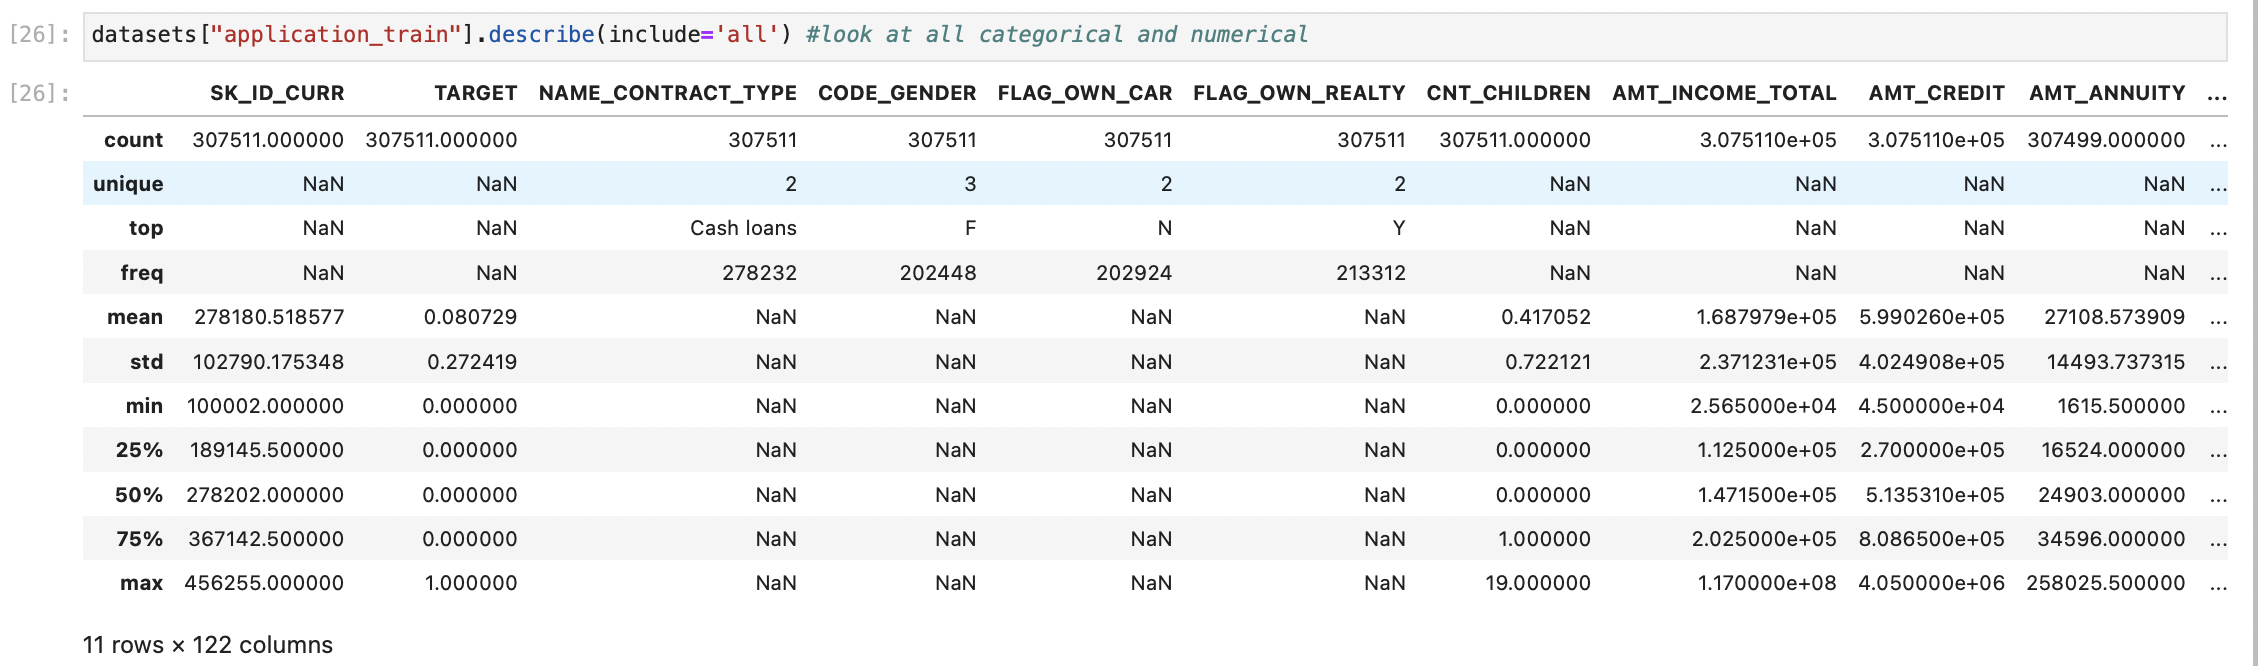 [26]: datasets["application_train"].describe(include='all') #look at all categorical and numerical
[26]: SK_ID_CURR TARGET NAME_CONTRACT_TYPE CODE_GENDER FLAG_OWN_CAR FLAG_OWN_REALTY CNT_CHILDREN AMT_INCOME_TOTAL AMT_CREDIT AMT_ANNUITY ...
count 307511.000000 307511.000000 307511 307511 307511 307511 307511.000000 3.075110e+05 3.075110e+05 307499.000000 ...
unique NaN NaN 2 3 2 2 NaN NaN NaN NaN ...
top NaN NaN Cash loans F N Y NaN NaN NaN NaN ...
freq NaN NaN 278232 202448 202924 213312 NaN NaN NaN NaN ...
mean 278180.518577 0.080729 NaN NaN NaN NaN 0.417052 1.687979e+05 5.990260e+05 27108.573909 ...
std 102790.175348 0.272419 NaN NaN NaN NaN 0.722121 2.371231e+05 4.024908e+05 14493.737315 ...
min 100002.000000 0.000000 NaN NaN NaN NaN 0.000000 2.565000e+04 4.500000e+04 1615.500000 ...
25% 189145.500000 0.000000 NaN NaN NaN NaN 0.000000 1.125000e+05 2.700000e+05 16524.000000 ...
50% 278202.000000 0.000000 NaN NaN NaN NaN 0.000000 1.471500e+05 5.135310e+05 24903.000000 ...
75% 367142.500000 0.000000 NaN NaN NaN NaN 1.000000 2.025000e+05 8.086500e+05 34596.000000 ...
max 456255.000000 1.000000 NaN NaN NaN NaN 19.000000 1.170000e+08 4.050000e+06 258025.500000 ...
11 rows × 122 columns